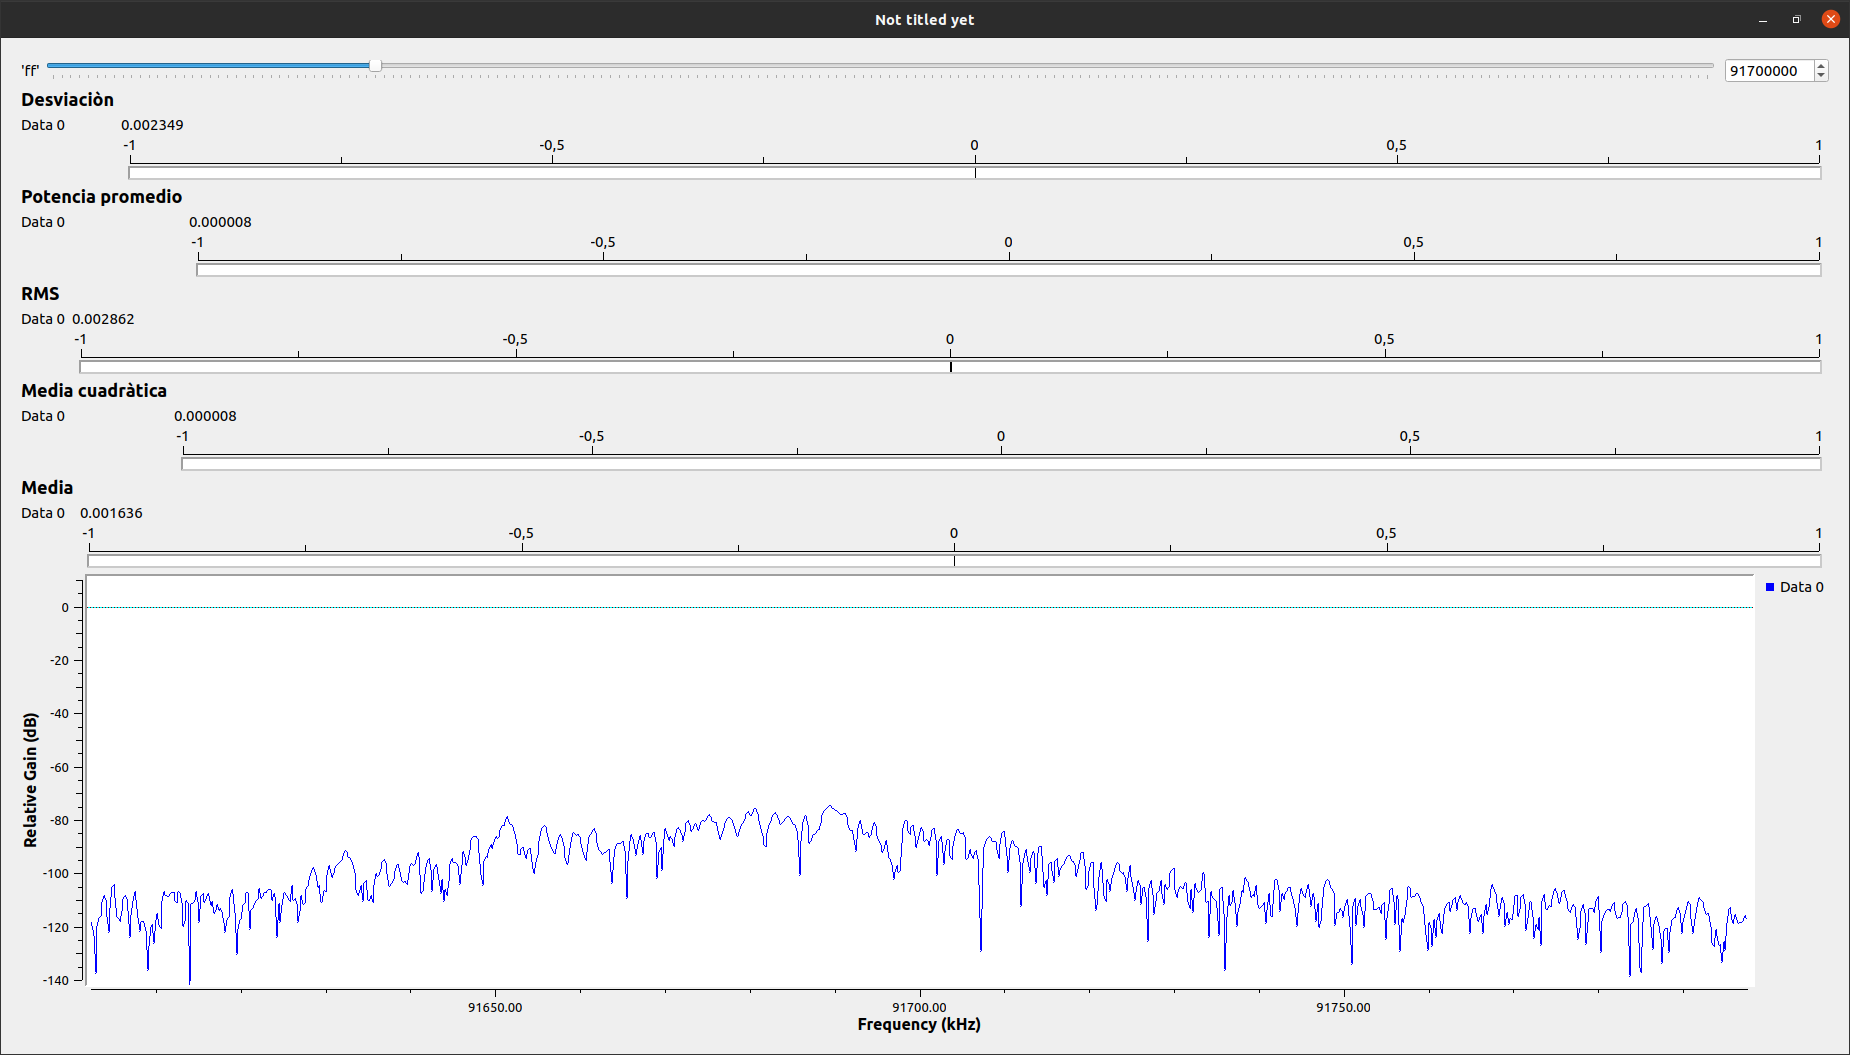 Not titled yet
'ff' 91700000
Desviaciòn
Data 0 0.002349
-1 -0,5 0 0,5 1
Potencia promedio
Data 0 0.000008
-1 -0,5 0 0,5 1
RMS
Data 0 0.002862
-1 -0,5 0 0,5 1
Media cuadràtica
Data 0 0.000008
-1 -0,5 0 0,5 1
Media
Data 0 0.001636
-1 -0,5 0 0,5 1
Data 0
0
-20
-40
-60
-80
-100
-120
-140
Relative Gain (dB)
91650.00 91700.00 91750.00
Frequency (kHz)